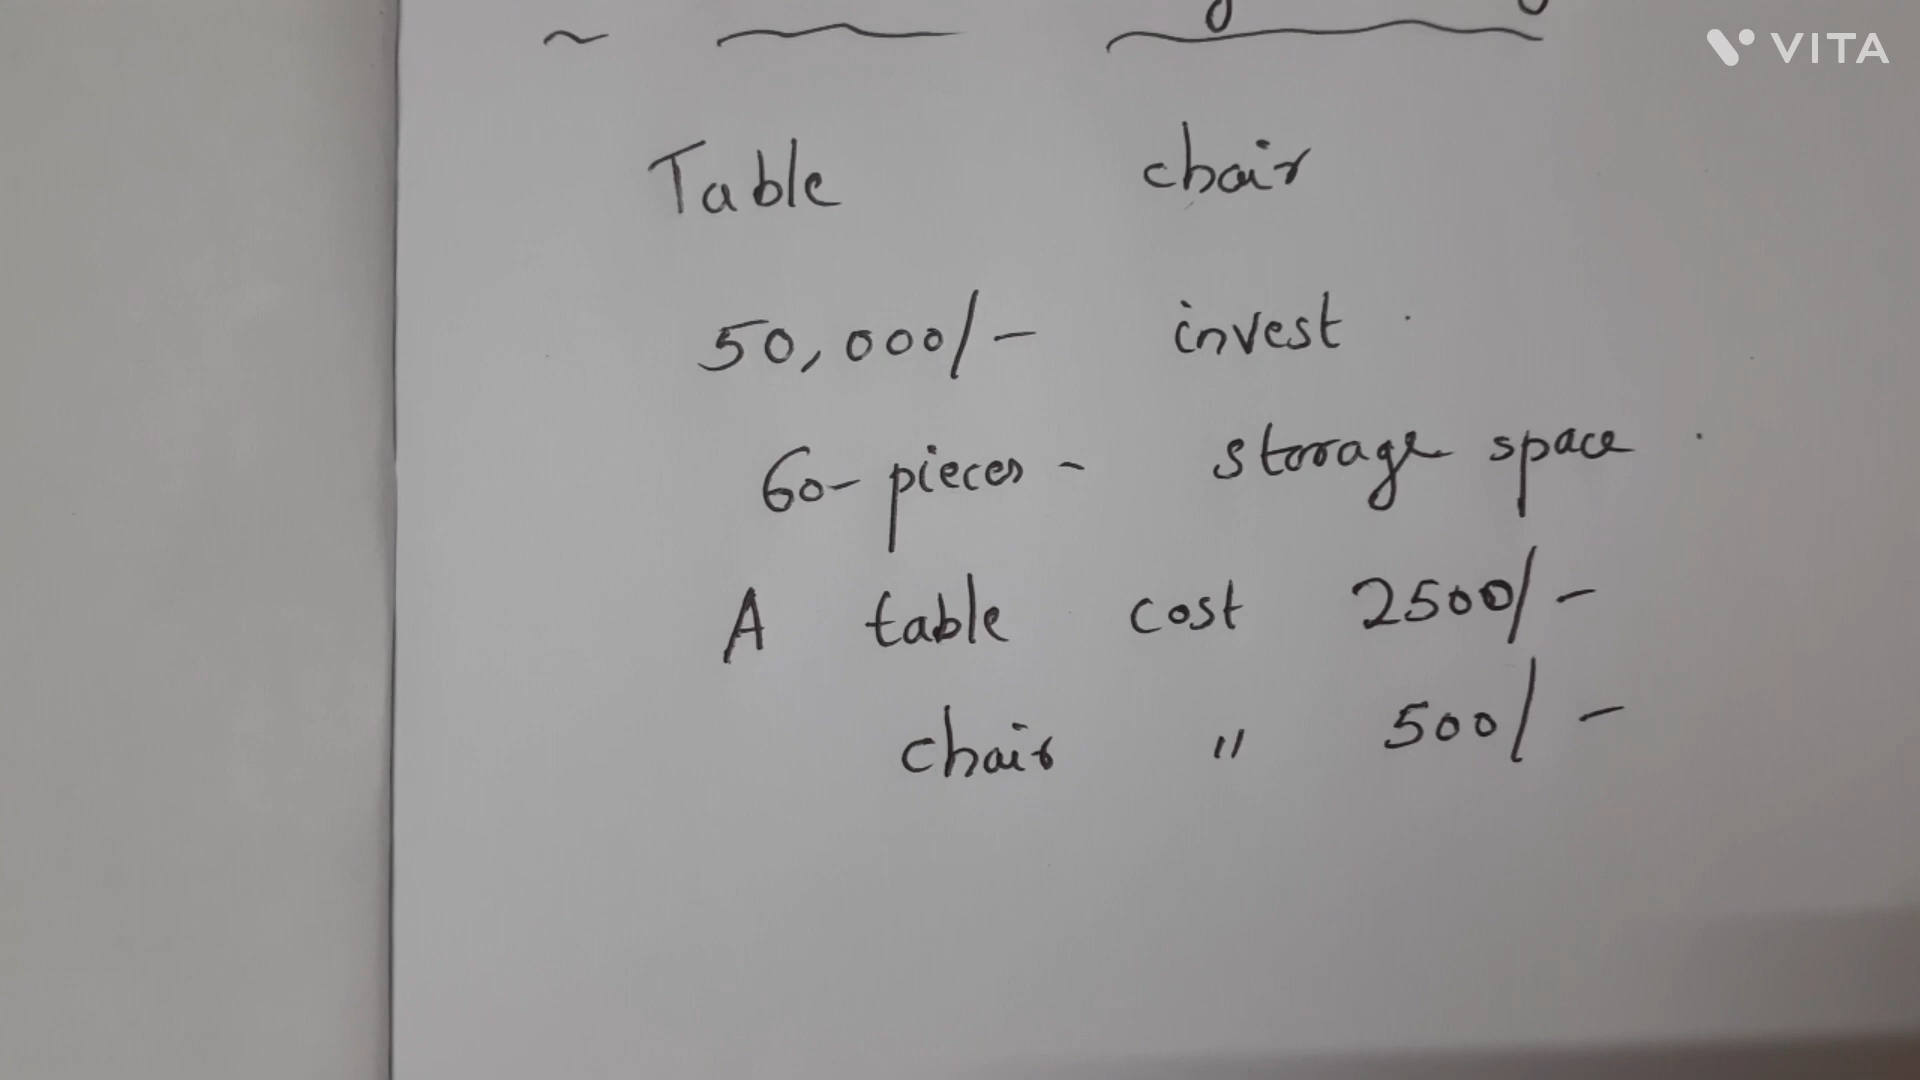 VITA
Table chair
50,000/- invest.
60- pieces - storage space.
A table cost 2500/-
chair " 500/-